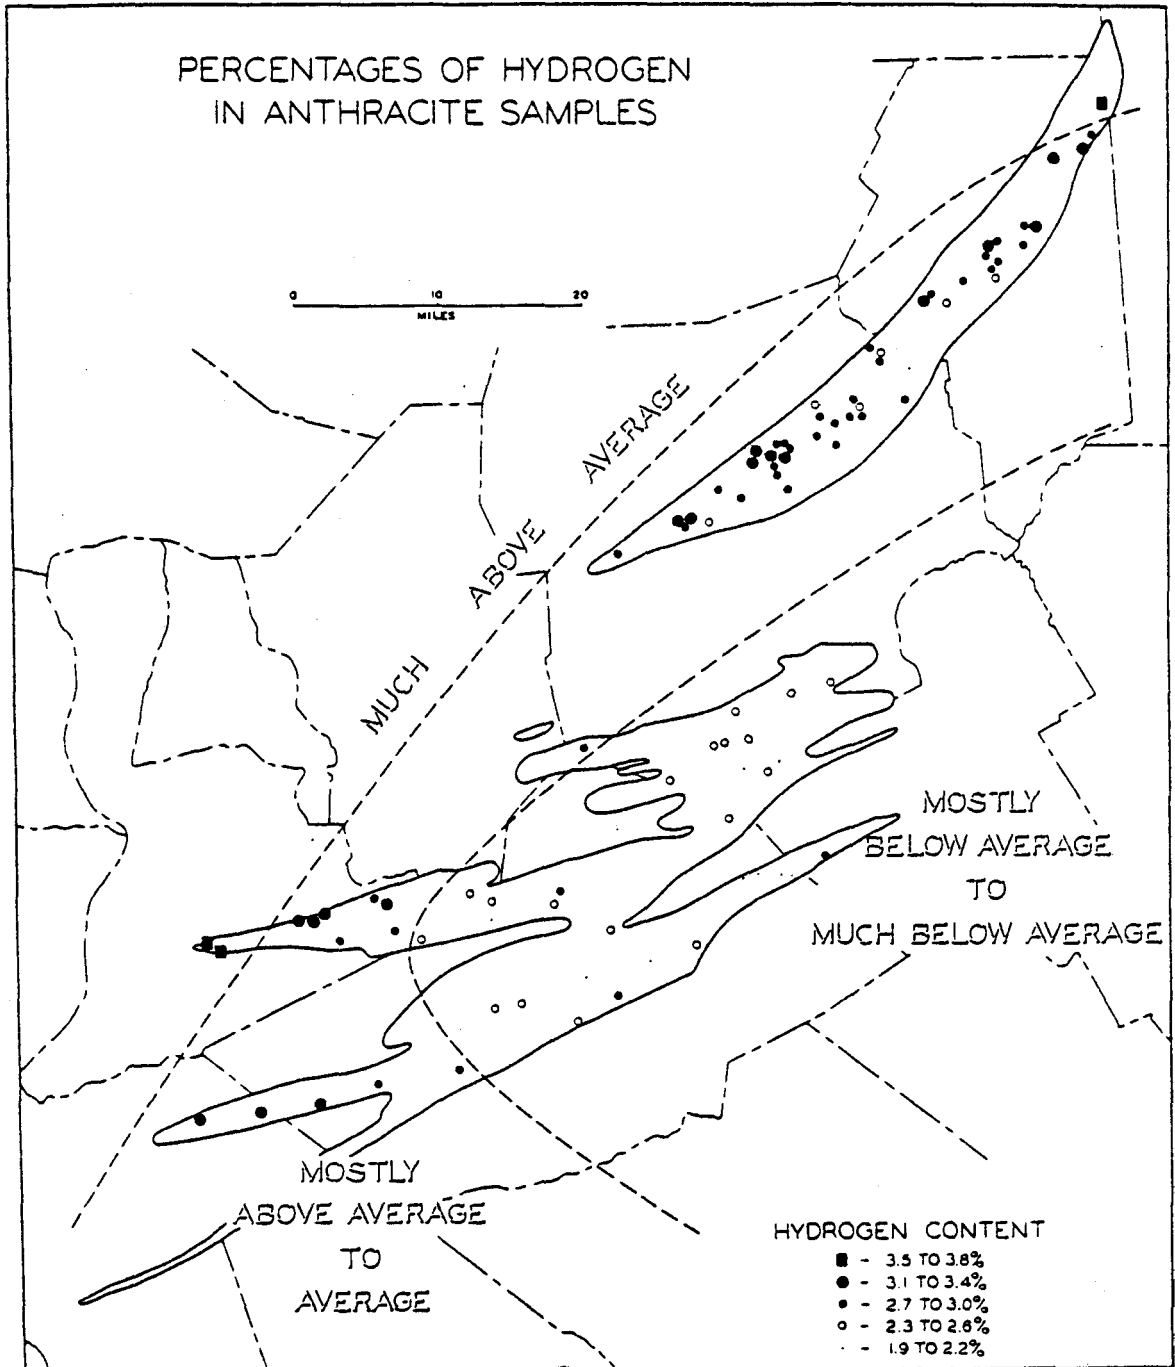 PERCENTAGES OF HYDROGEN
IN ANTHRACITE SAMPLES
0 10 20
MILES
AVERAGE
ABOVE
MUCH
MOSTLY
BELOW AVERAGE
TO
MUCH BELOW AVERAGE
MOSTLY
ABOVE AVERAGE
TO
AVERAGE
HYDROGEN CONTENT
■ - 3.5 TO 3.8%
● - 3.1 TO 3.4%
• - 2.7 TO 3.0%
○ - 2.3 TO 2.6%
· - 1.9 TO 2.2%